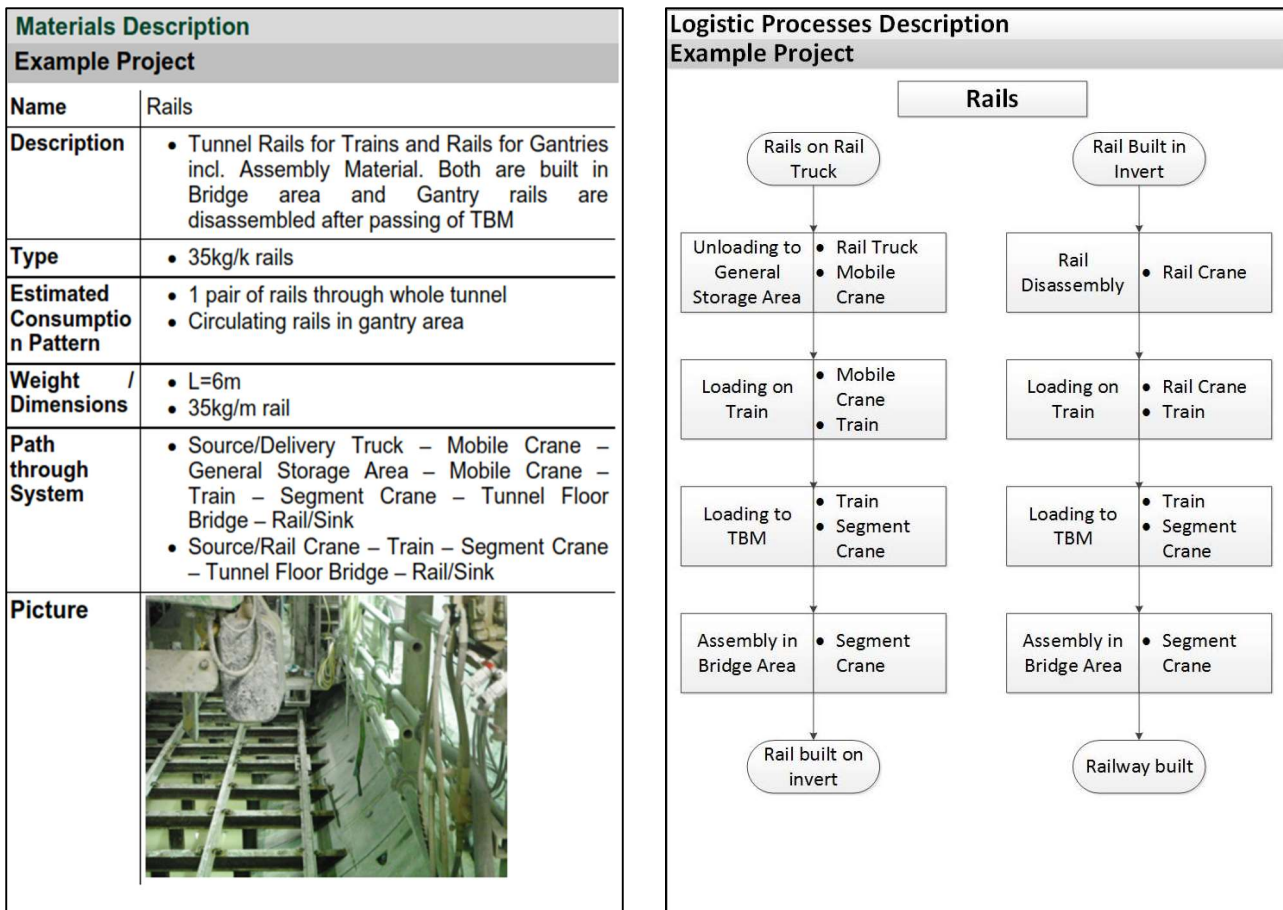 Materials Description
Example Project
Name
Rails
Description
• Tunnel Rails for Trains and Rails for Gantries
incl. Assembly Material. Both are built in
Bridge area and Gantry rails are
disassembled after passing of TBM
Type
• 35kg/k rails
Estimated
Consumptio
n Pattern
• 1 pair of rails through whole tunnel
• Circulating rails in gantry area
Weight /
Dimensions
• L=6m
• 35kg/m rail
Path
through
System
• Source/Delivery Truck – Mobile Crane –
General Storage Area – Mobile Crane –
Train – Segment Crane – Tunnel Floor
Bridge – Rail/Sink
• Source/Rail Crane – Train – Segment Crane
– Tunnel Floor Bridge – Rail/Sink
Picture
Logistic Processes Description
Example Project
Rails
Rails on Rail
Truck
Unloading to
General
Storage Area
• Rail Truck
• Mobile
Crane
Loading on
Train
• Mobile
Crane
• Train
Loading to
TBM
• Train
• Segment
Crane
Assembly in
Bridge Area
• Segment
Crane
Rail built on
invert
Rail Built in
Invert
Rail
Disassembly
• Rail Crane
Loading on
Train
• Rail Crane
• Train
Loading to
TBM
• Train
• Segment
Crane
Assembly in
Bridge Area
• Segment
Crane
Railway built